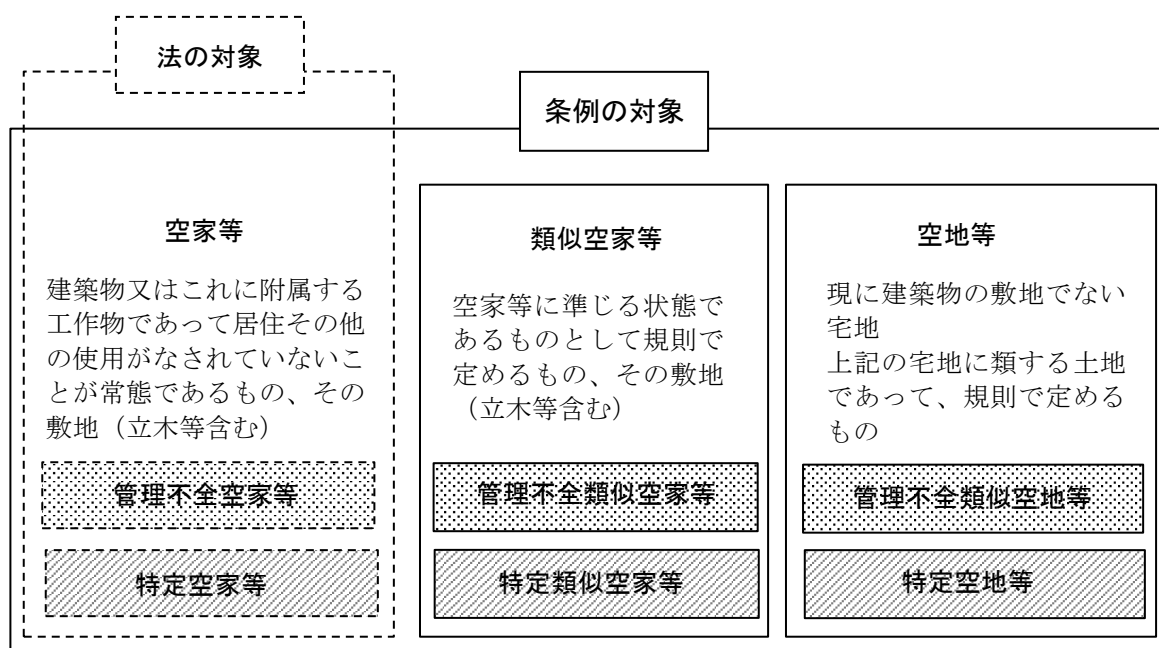 法の対象
条例の対象
空家等
建築物又はこれに附属する
工作物であって居住その他
の使用がなされていないこ
とが常態であるもの、その
敷地（立木等含む）
管理不全空家等
特定空家等
類似空家等
空家等に準じる状態で
あるものとして規則で
定めるもの、その敷地
（立木等含む）
管理不全類似空家等
特定類似空家等
空地等
現に建築物の敷地でない
宅地
上記の宅地に類する土地
であって、規則で定める
もの
管理不全類似空地等
特定空地等